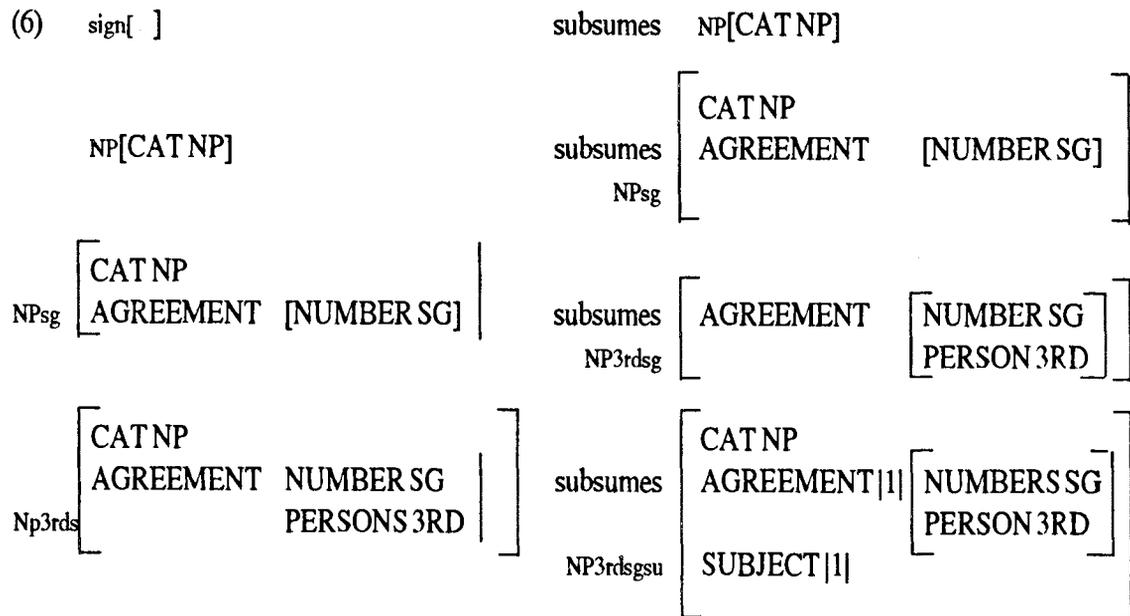 (6) sign[ ] subsumes NP[CAT NP]
CAT NP
NP[CAT NP] subsumes AGREEMENT [NUMBER SG]
NPsg
CAT NP
NPsg AGREEMENT [NUMBER SG] subsumes AGREEMENT NUMBER SG
NP3rdsg PERSON 3RD
CAT NP CAT NP
AGREEMENT NUMBER SG subsumes AGREEMENT|1| NUMBERS SG
Np3rds PERSONS 3RD PERSON 3RD
NP3rdsgsu SUBJECT|1|